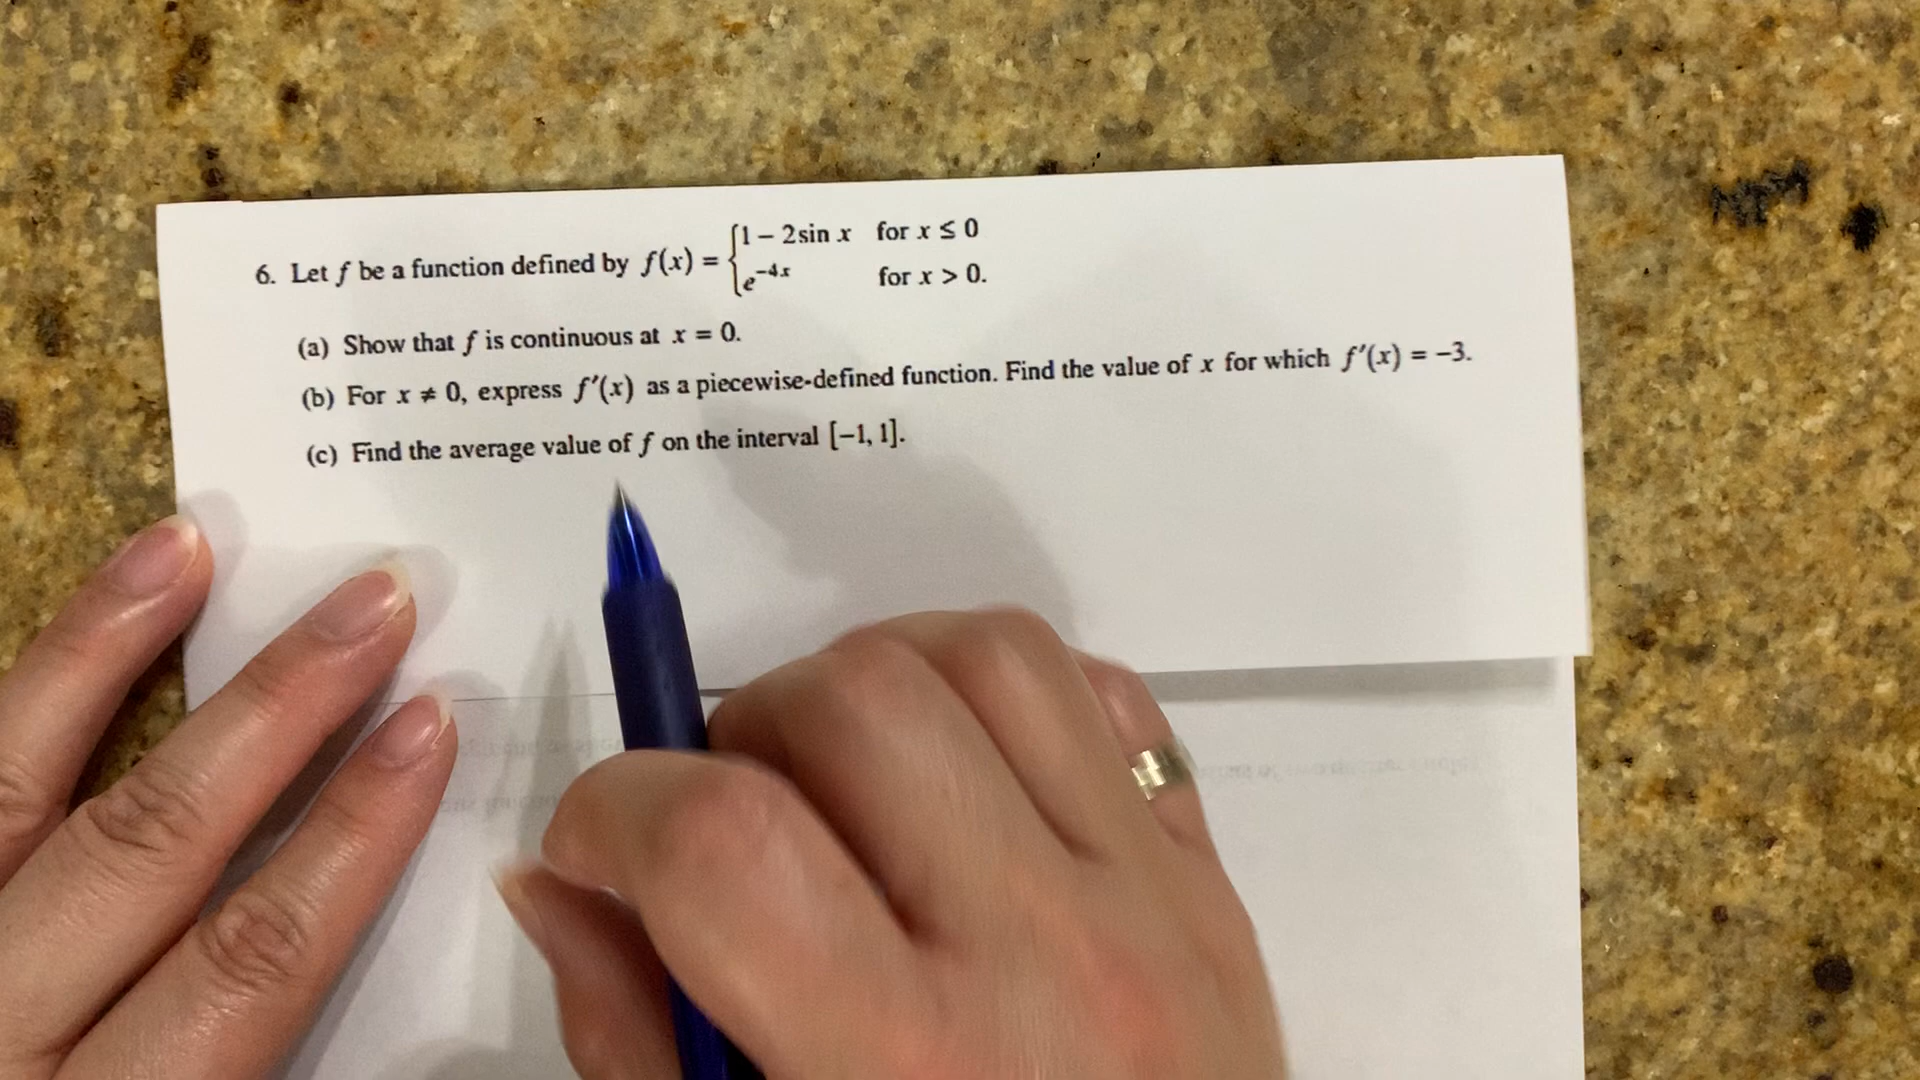 6. Let f be a function defined by f(x) = { 1 – 2 sin x for x ≤ 0
e^{-4x} for x > 0.
(a) Show that f is continuous at x = 0.
(b) For x ≠ 0, express f′(x) as a piecewise-defined function. Find the value of x for which f′(x) = –3.
(c) Find the average value of f on the interval [–1, 1].